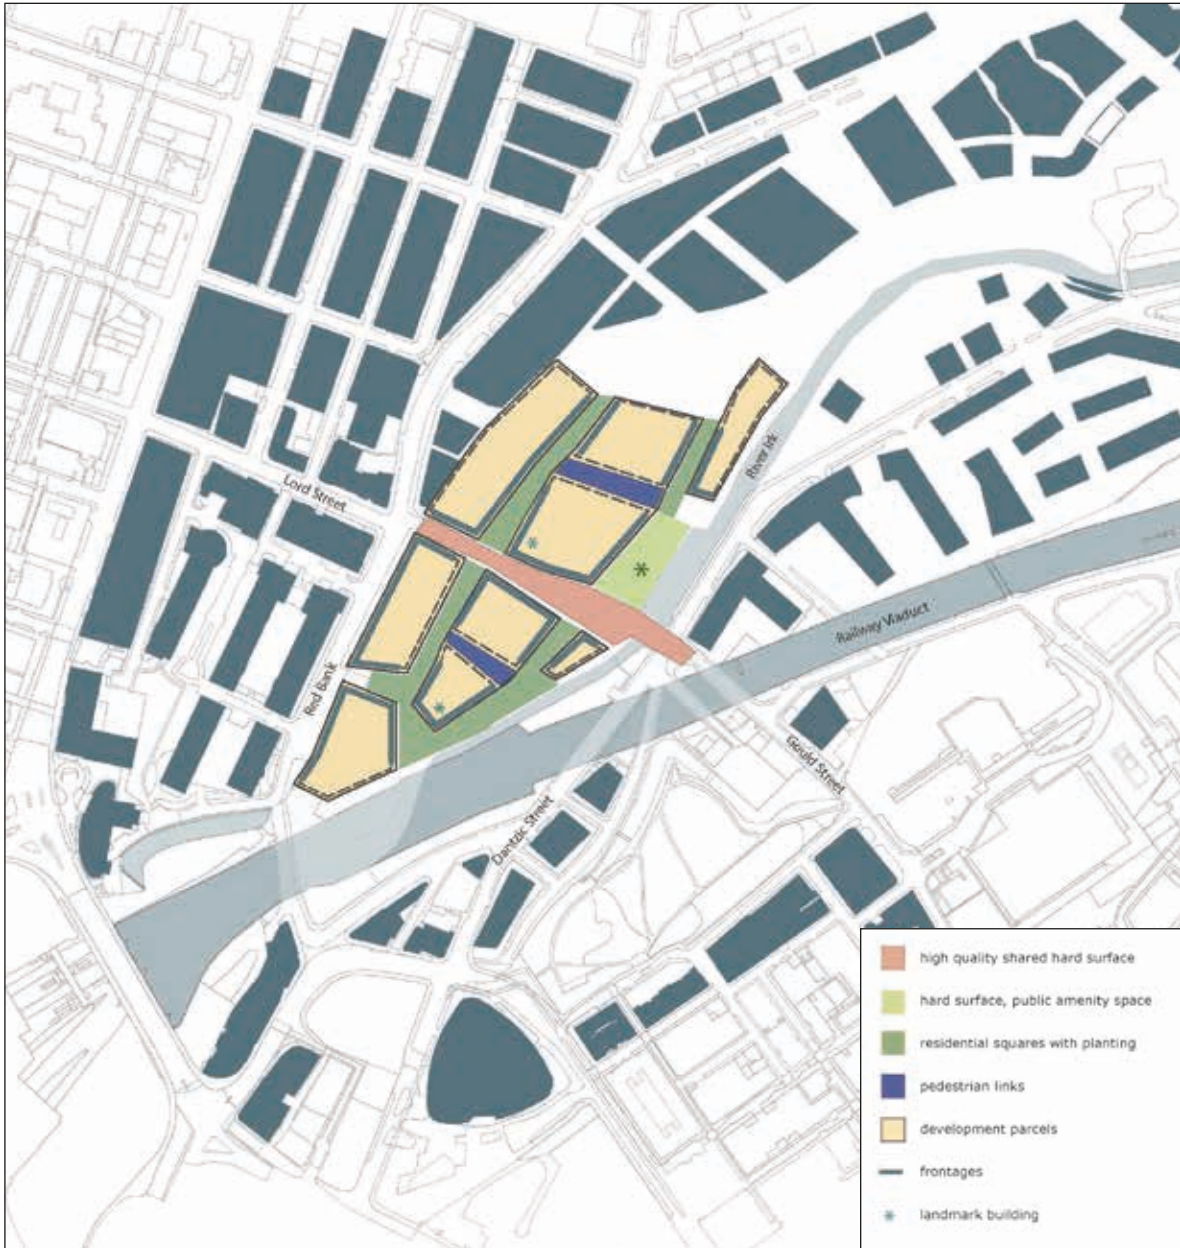 Lord Street
River Irk
Railway Viaduct
Red Bank
Gould Street
Dantzic Street
high quality shared hard surface
hard surface, public amenity space
residential squares with planting
pedestrian links
development parcels
frontages
landmark building